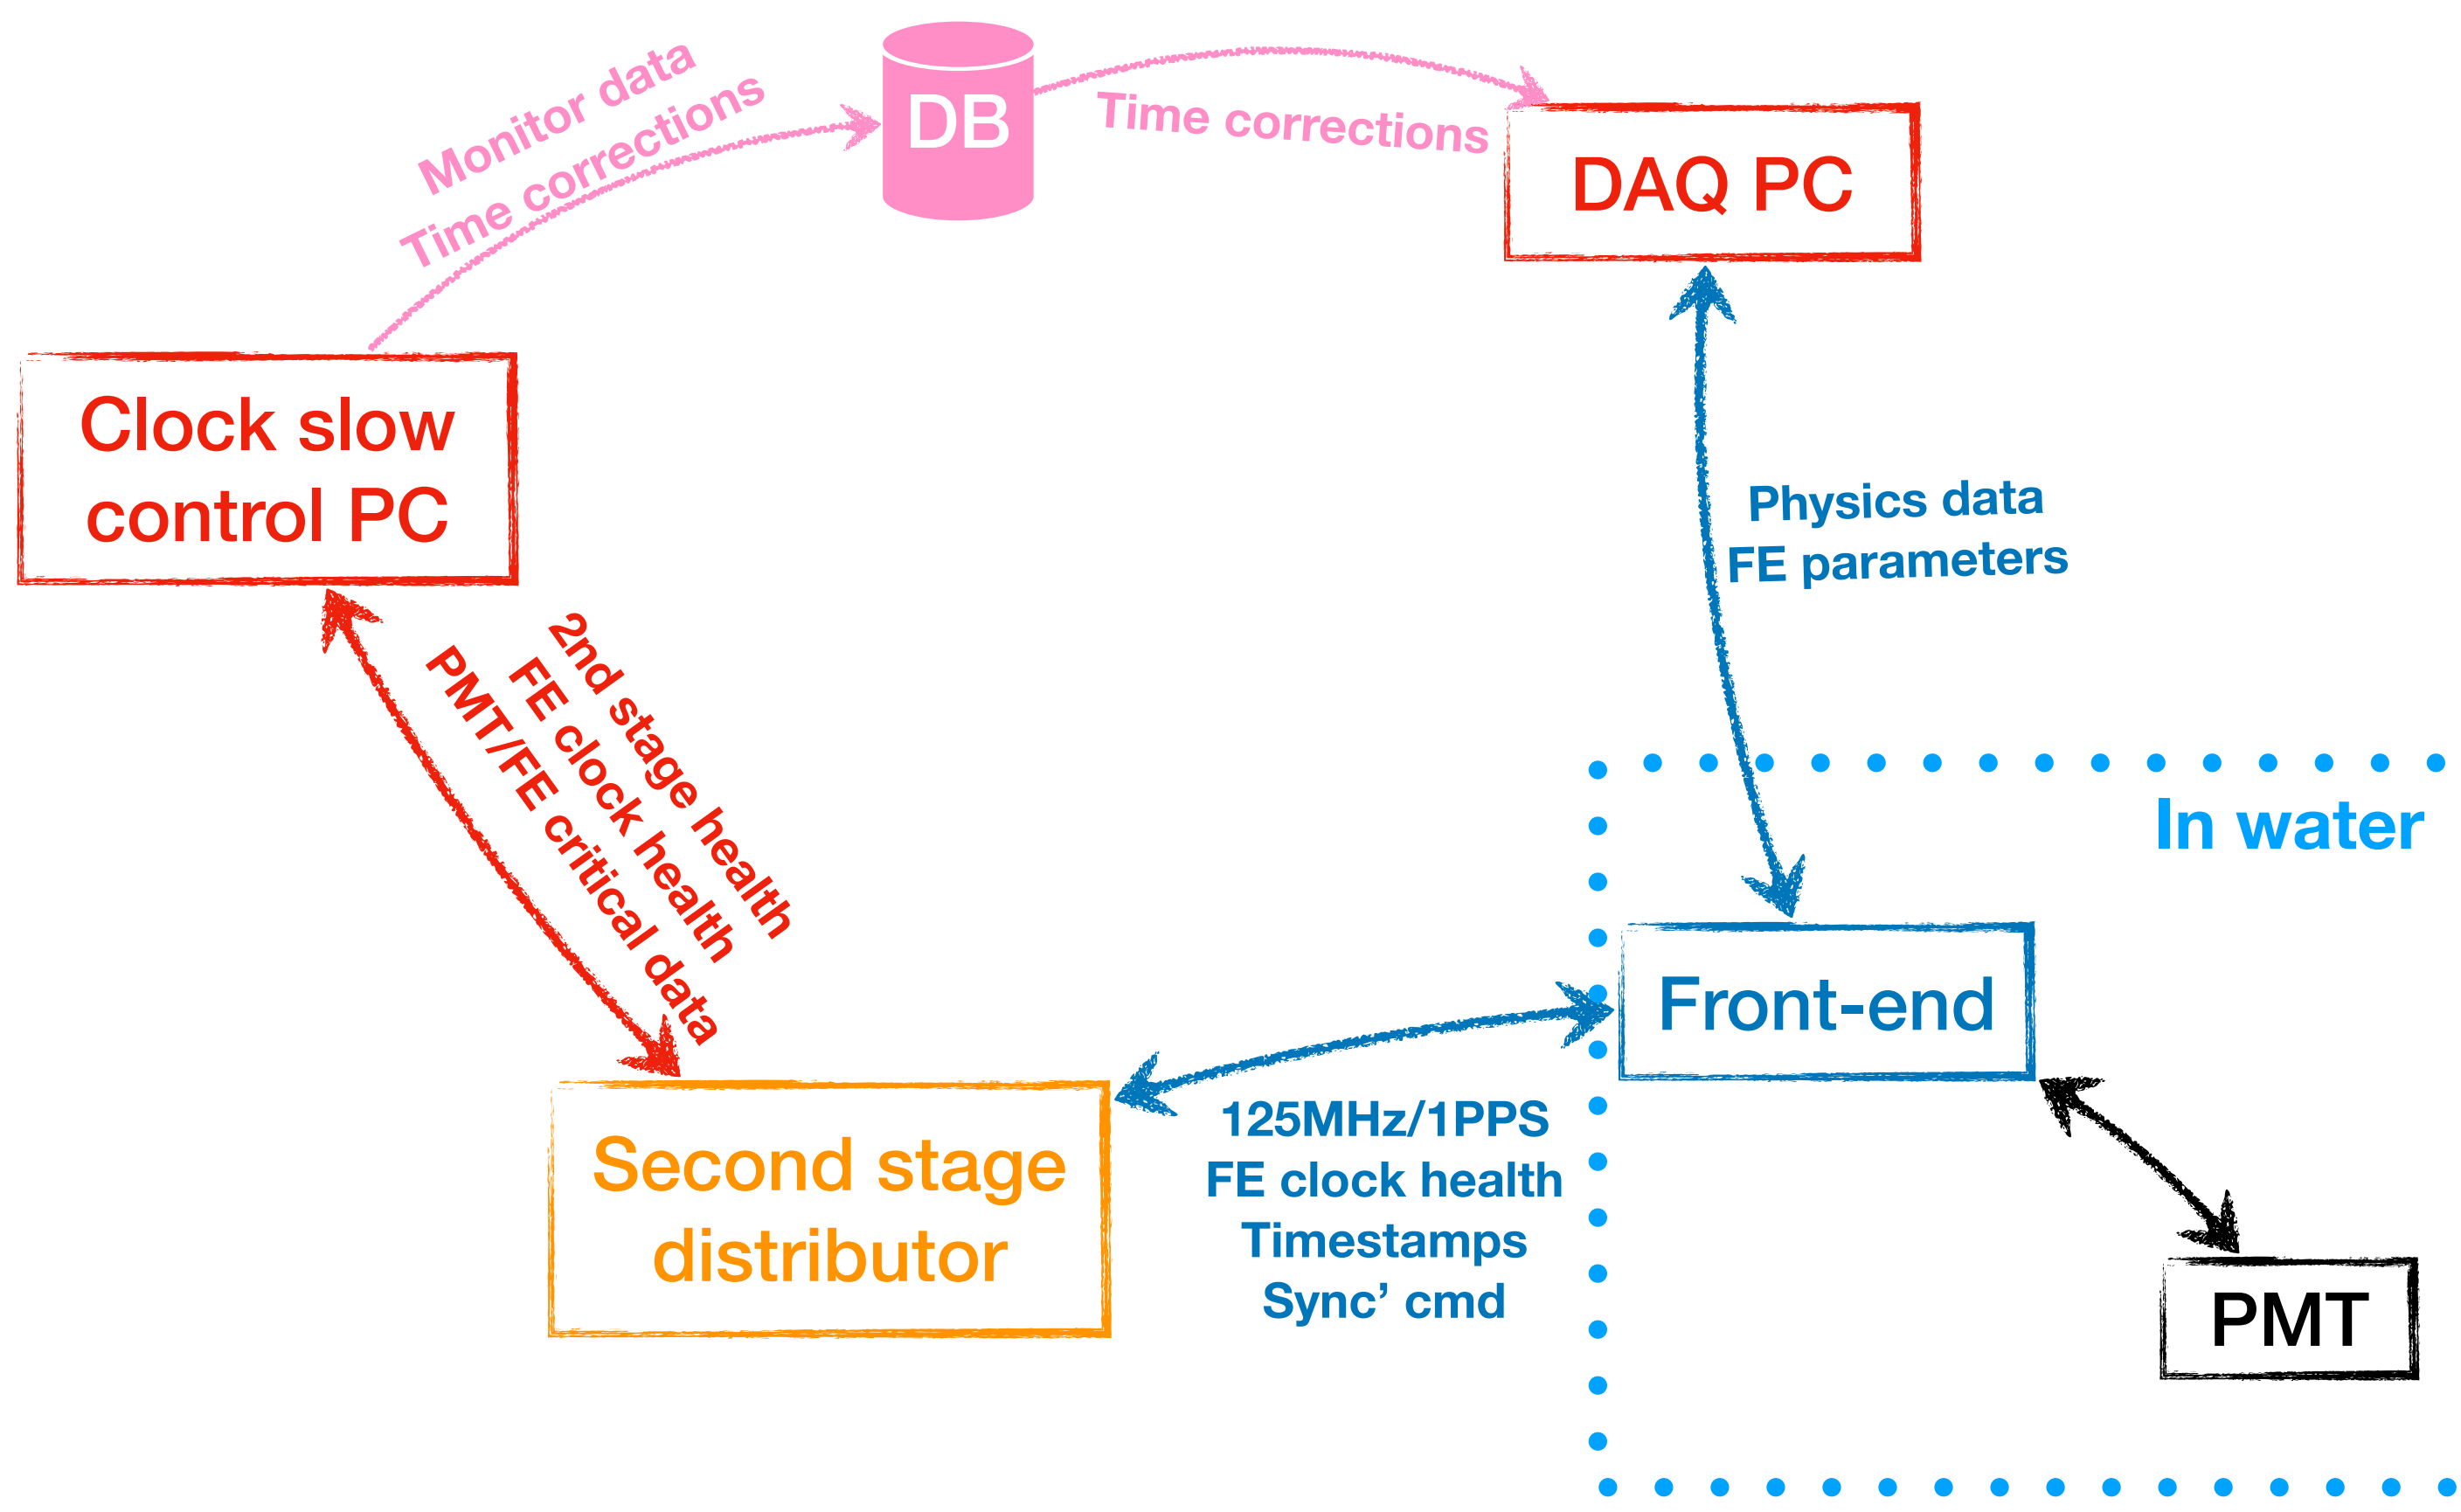 Monitor data
Time corrections
DB
Time corrections
DAQ PC
Clock slow
control PC
Physics data
FE parameters
2nd stage health
FE clock health
PMT/FE critical data
In water
Front-end
Second stage
distributor
125MHz/1PPS
FE clock health
Timestamps
Sync’ cmd
PMT